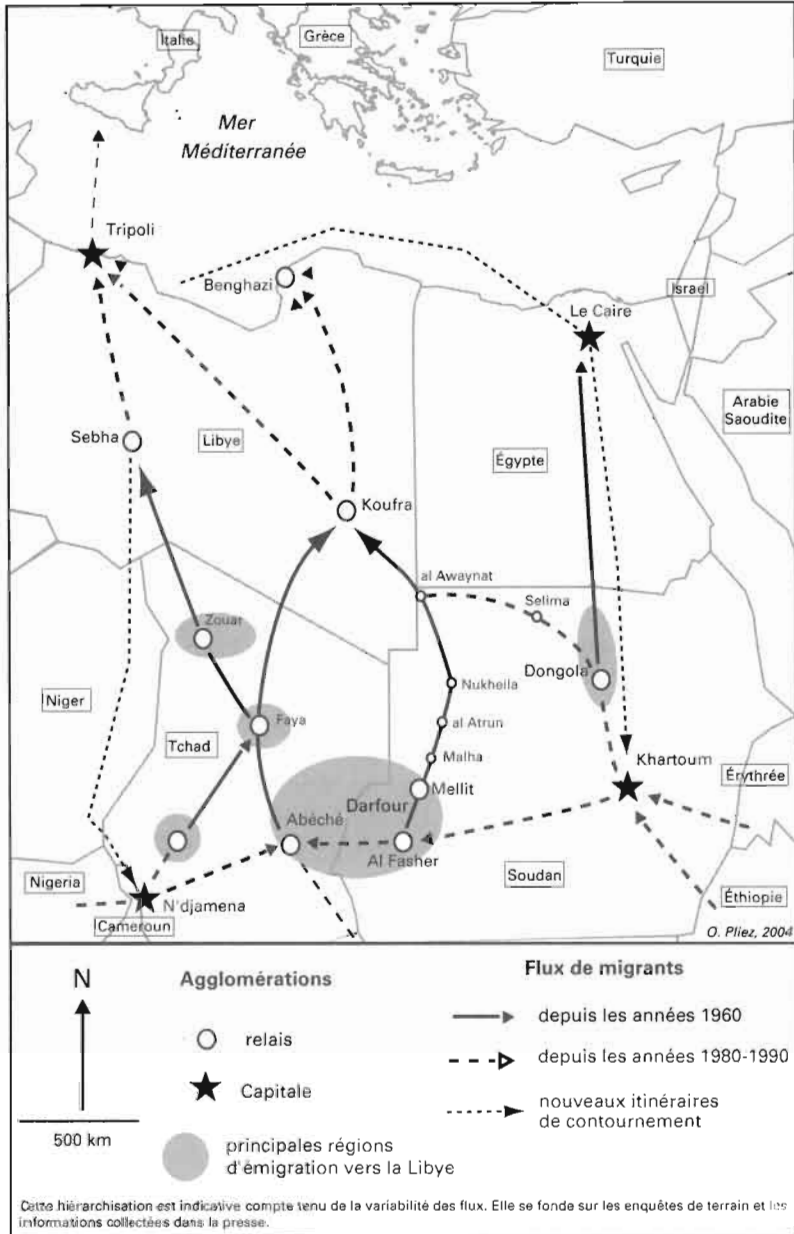 Italie
Grèce
Turquie
Mer
Méditerranée
Tripoli
Benghazi
Israel
Le Caire
Arabie
Saoudite
Sebha
Libye
Égypte
Koufra
al Awaynat
Selima
Zouar
Dongola
Nukheila
Niger
Faya
al Atrun
Tchad
Malha
Khartoum
Érythrée
Mellit
Darfour
Abéché
Al Fasher
Soudan
Nigeria
Éthiopie
N'djamena
Cameroun
O. Pliez, 2004
N
500 km
Agglomérations
relais
Capitale
principales régions
d'émigration vers la Libye
Flux de migrants
depuis les années 1960
depuis les années 1980-1990
nouveaux itinéraires
de contournement
Cette hiérarchisation est indicative compte tenu de la variabilité des flux. Elle se fonde sur les enquêtes de terrain et les
informations collectées dans la presse.